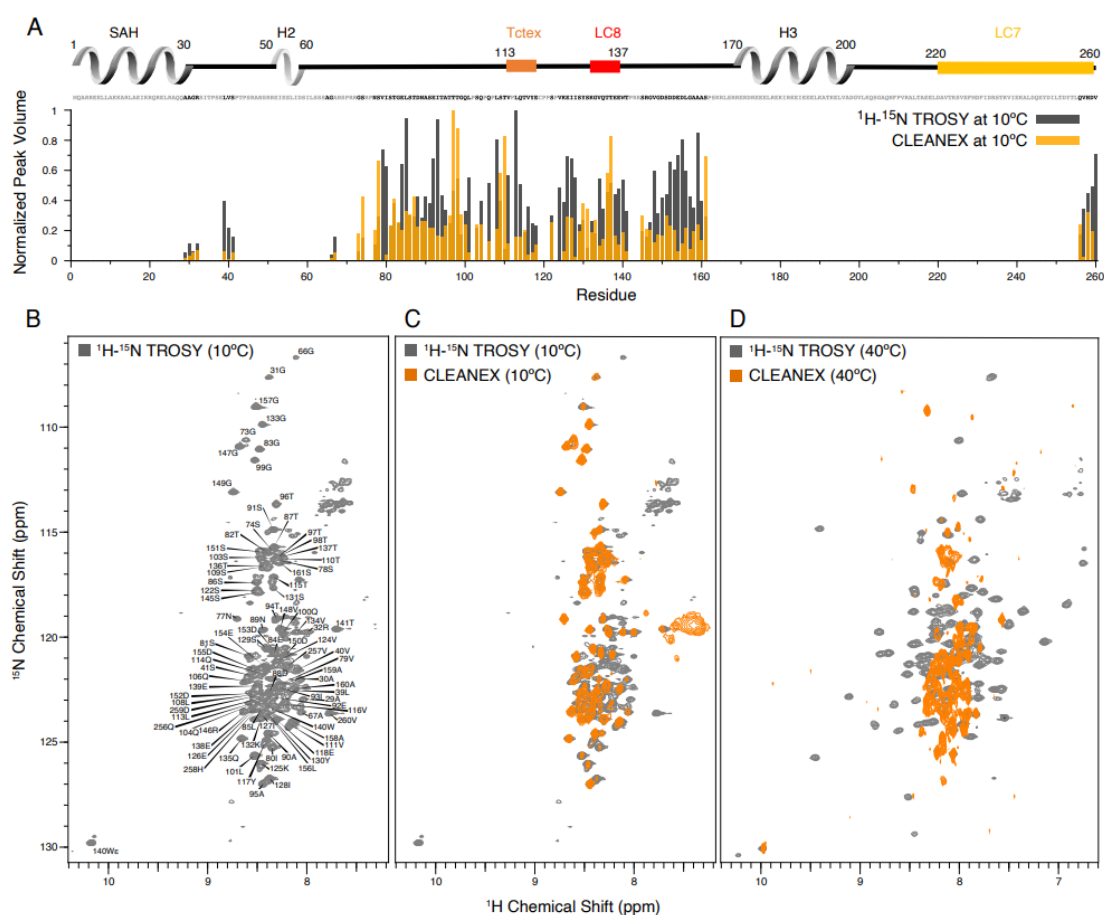 A
SAH H2 Tctex LC8 H3 LC7
1 30 50 60 113 137 170 200 220 260
Normalized Peak Volume
1
0.8
0.6
0.4
0.2
0
¹H-¹⁵N TROSY at 10ºC
CLEANEX at 10ºC
0 20 40 60 80 100 120 140 160 180 200 220 240 260
Residue
B
¹H-¹⁵N TROSY (10ºC)
66G
31G
157G
133G
73G
83G
147G
99G
149G
96T
91S
87T
74S
97T
82T
98T
151S
137T
103S
110T
136T
78S
109S
161S
86S
115T
122S
131S
145S
94T
148V
100Q
77N
89N
134V
141T
32R
154E
153D
84E
150D
124V
129S
81S
257V
40V
155D
79V
114Q
88D
159A
41S
30A
106Q
160A
139E
39L
93L
29A
152D
92E
116V
108L
67A
260V
259D
113L
140W
256Q
104Q
146R
85L
127I
158A
111V
138E
132K
118E
126E
90A
130Y
135Q
80I
156L
258H
125K
101L
117Y
128I
95A
140Wε
C
¹H-¹⁵N TROSY (10ºC)
CLEANEX (10ºC)
D
¹H-¹⁵N TROSY (40ºC)
CLEANEX (40ºC)
¹⁵N Chemical Shift (ppm)
110
115
120
125
130
10 9 8
10 9 8
10 9 8 7
¹H Chemical Shift (ppm)